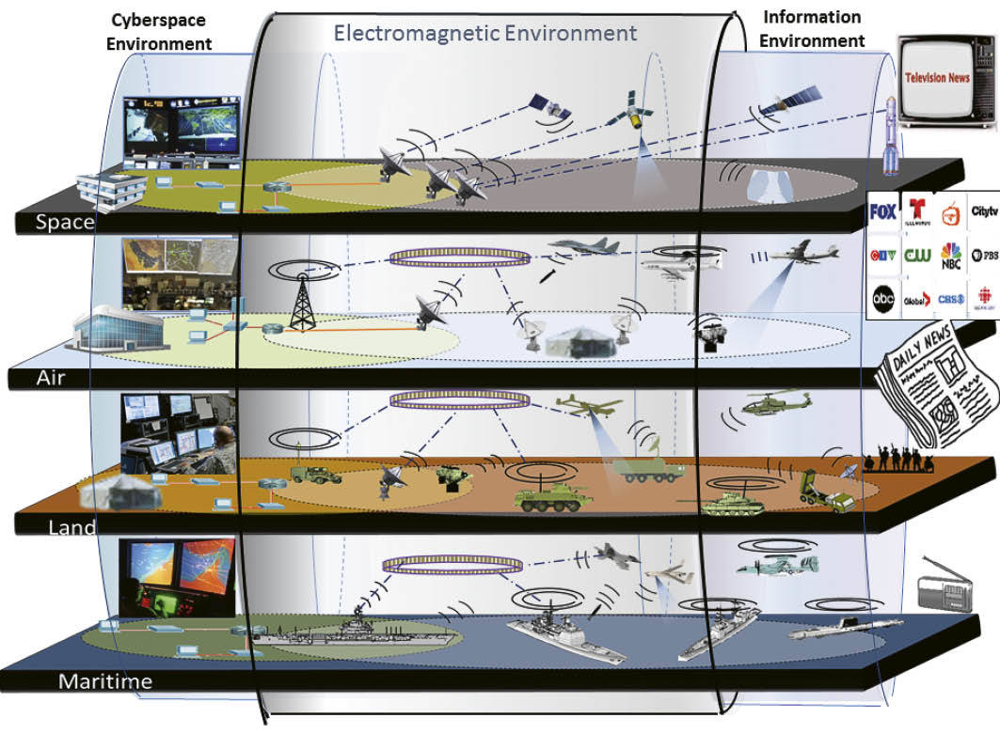 Cyberspace
Environment
Electromagnetic Environment
Information
Environment
Television News
Space
FOX
Citytv
CTV
CW
NBC
PBS
abc
Global
CBS
Air
DAILY NEWS
Land
Maritime